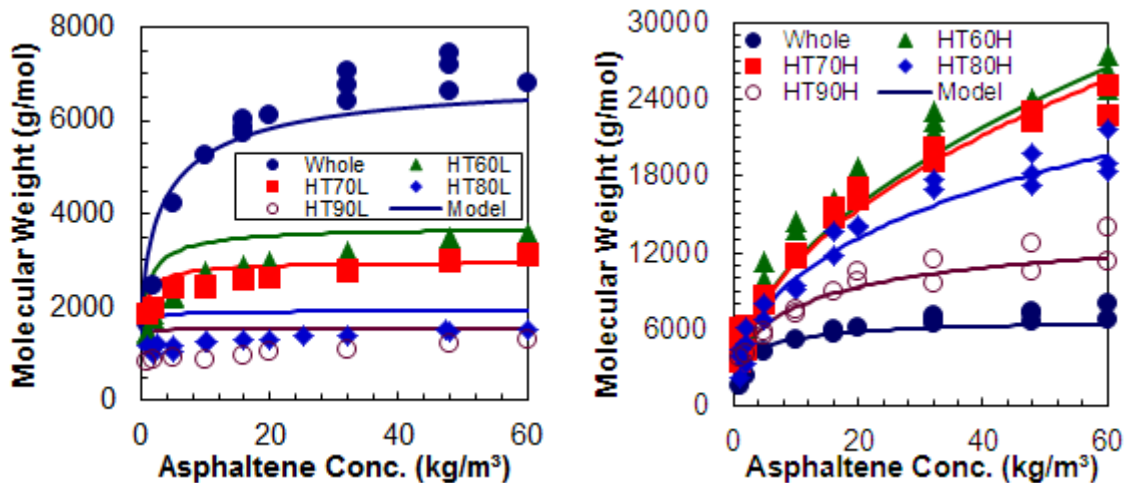 8000
6000
4000
2000
0
Molecular Weight (g/mol)
Whole HT60L
HT70L HT80L
HT90L Model
0 20 40 60
Asphaltene Conc. (kg/m³)
30000
24000
18000
12000
6000
0
Molecular Weight (g/mol)
Whole HT60H
HT70H HT80H
HT90H Model
0 20 40 60
Asphaltene Conc. (kg/m³)